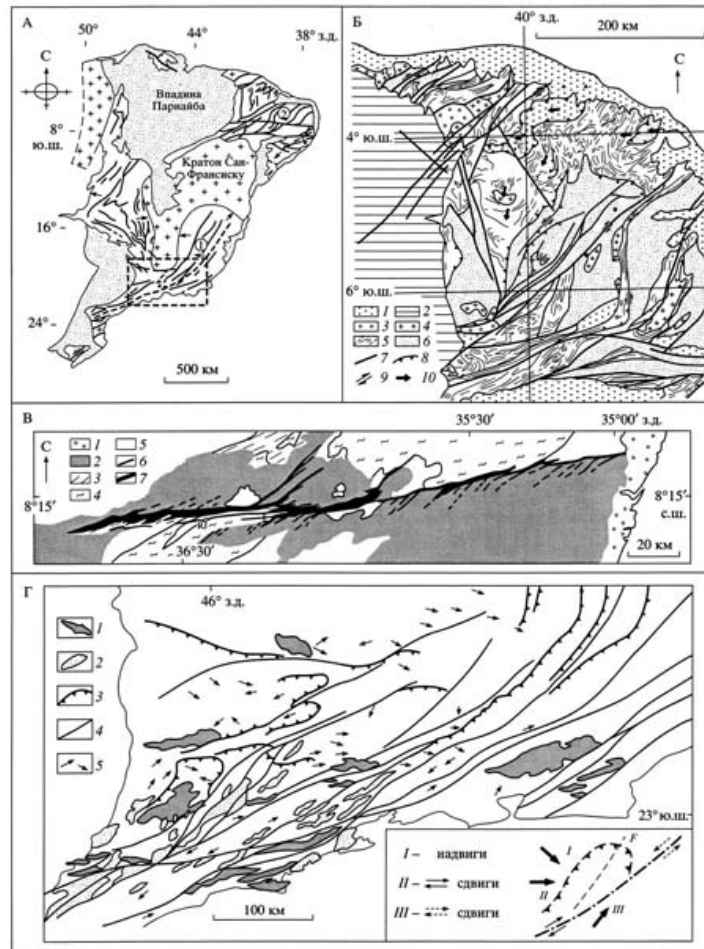 А
50°
44°
38° з.д.
С
Впадина
Парнайба
8°
ю.ш.
Кратон Сан-
Франсиску
16°
1
24°
500 км
Б
40° з.д.
200 км
С
4° ю.ш.
6° ю.ш.
1 2
3 4
5 6
7 8
9 10
В
35°30'
35°00' з.д.
С
1 5
2 6
3 7
4
8°15'
8°15'
с.ш.
36°30'
20 км
Г
46° з.д.
1
2
3
4
5
23° ю.ш.
100 км
I – надвиги
II – сдвиги
III – сдвиги
I
F
II
III